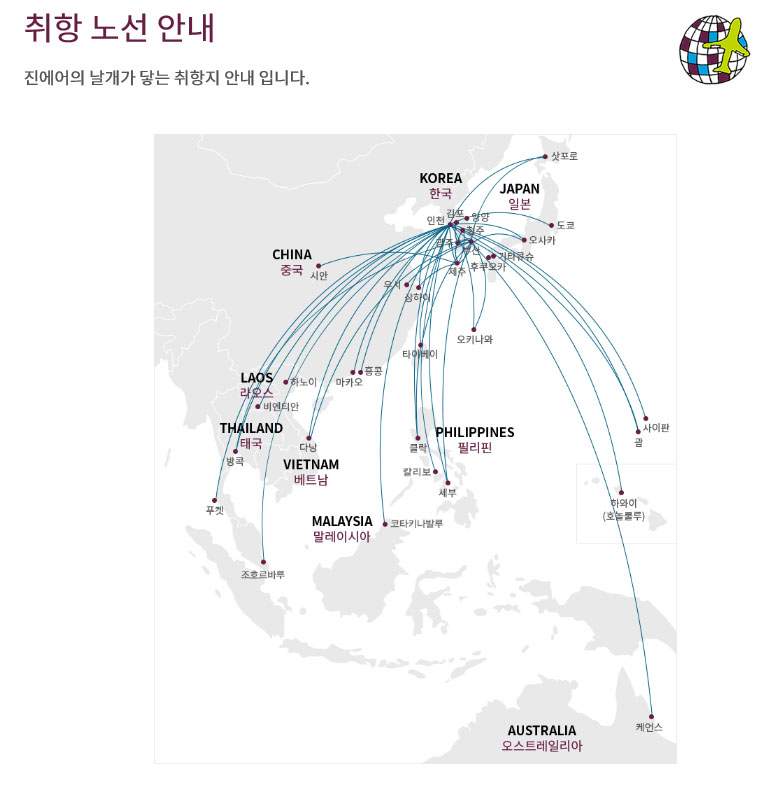 취항 노선 안내
진에어의 날개가 닿는 취항지 안내 입니다.
삿포로
KOREA
한국
JAPAN
일본
김포
양양
인천
도쿄
청주
광주
부산
오사카
CHINA
중국
시안
기타큐슈
후쿠오카
제주
우시
상하이
오키나와
타이베이
LAOS
라오스
하노이
마카오
홍콩
비엔티안
THAILAND
태국
방콕
다낭
VIETNAM
베트남
PHILIPPINES
필리핀
클락
칼리보
세부
사이판
괌
하와이
(호놀룰루)
푸켓
MALAYSIA
말레이시아
코타키나발루
조호르바루
케언스
AUSTRALIA
오스트레일리아